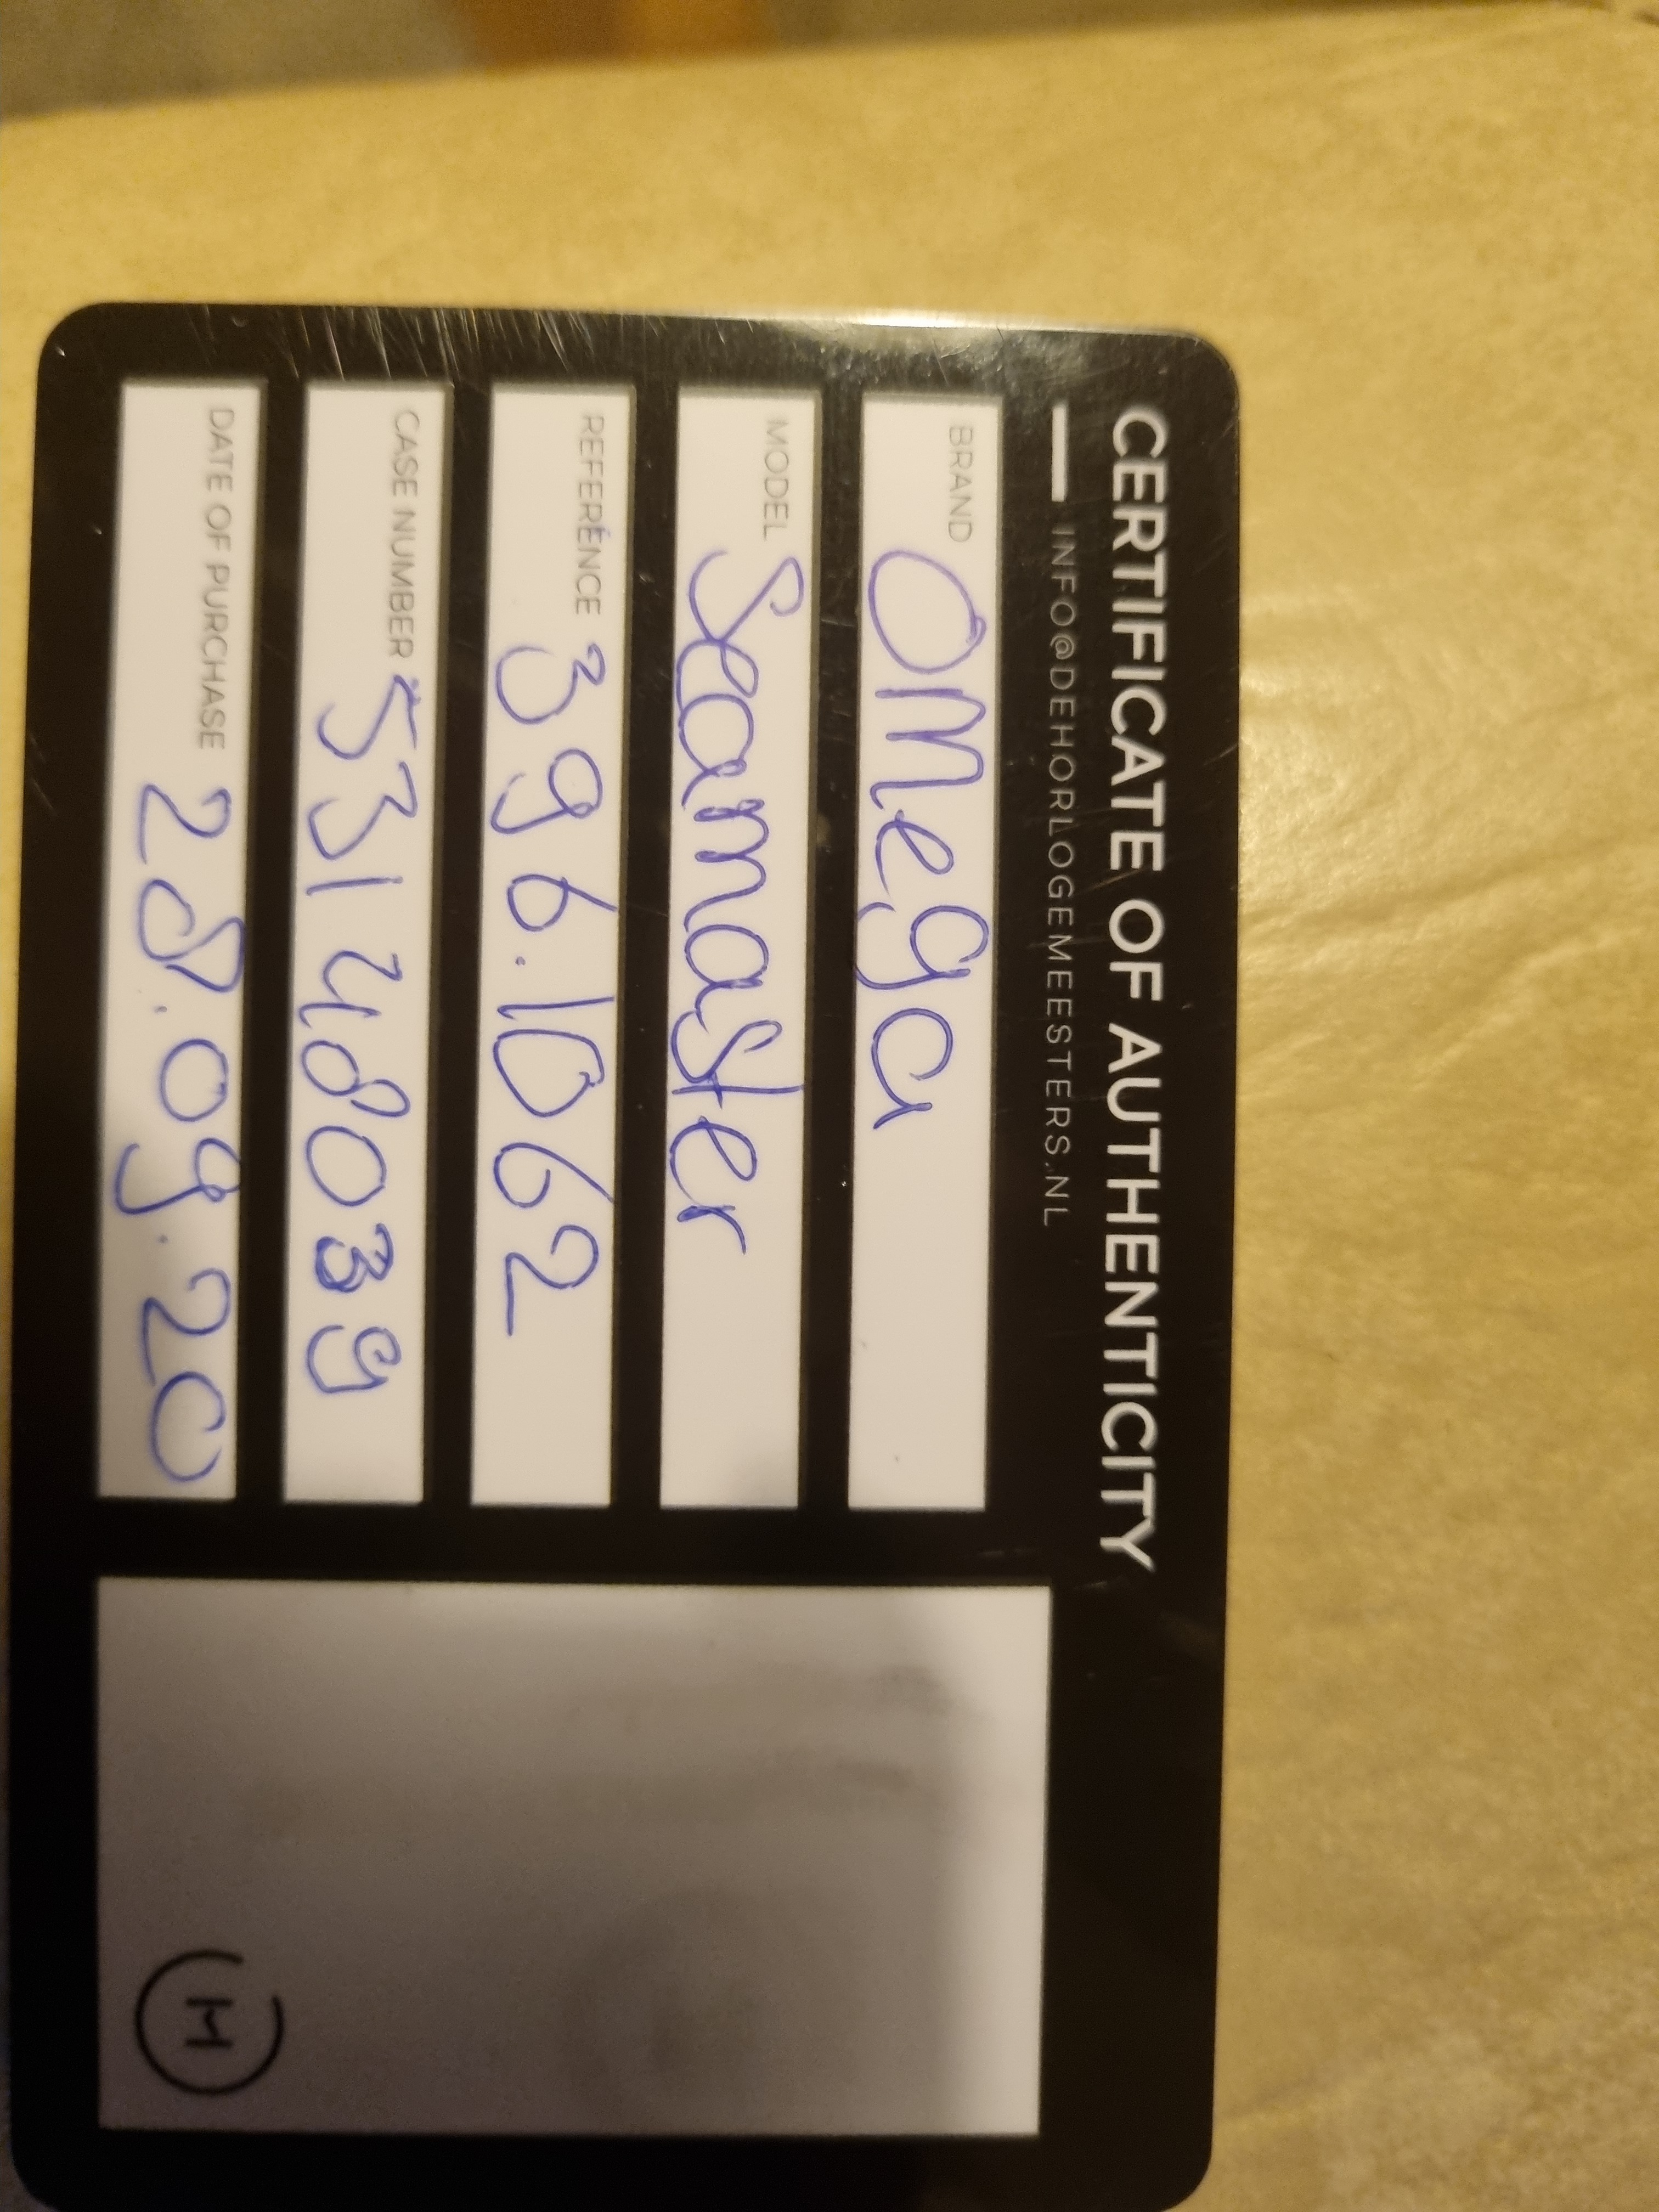 CERTIFICATE OF AUTHENTICITY
INFO@DEHORLOGEMEESTERS.NL
BRAND Omega
MODEL Seamaster
REFERENCE 396.1062
CASE NUMBER 53148039
DATE OF PURCHASE 28.09.20
M